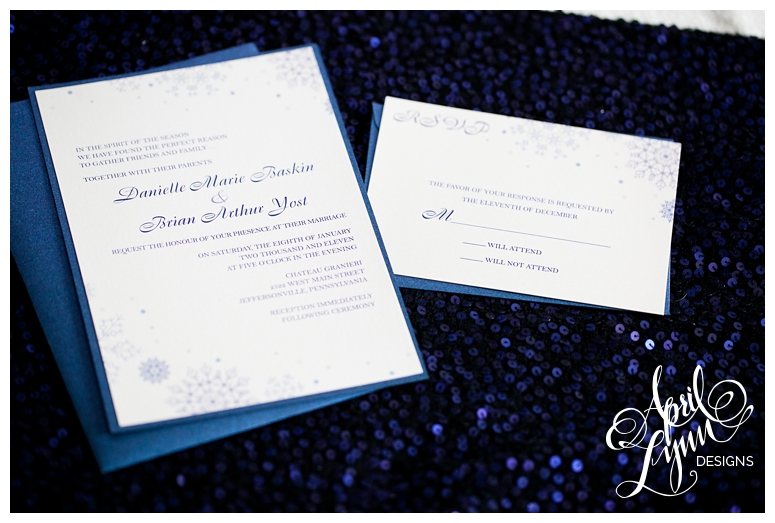 IN THE SPIRIT OF THE SEASON
WE HAVE FOUND THE PERFECT REASON
TO GATHER FRIENDS AND FAMILY
TOGETHER WITH THEIR PARENTS
Danielle Marie Baskin
&
Brian Arthur Yost
REQUEST THE HONOUR OF YOUR PRESENCE AT THEIR MARRIAGE
ON SATURDAY, THE EIGHTH OF JANUARY
TWO THOUSAND AND ELEVEN
AT FIVE O'CLOCK IN THE EVENING
CHATEAU GRANIERI
WEST MAIN STREET
JEFFERSONVILLE, PENNSYLVANIA
RECEPTION IMMEDIATELY
FOLLOWING CEREMONY
RSVP
THE FAVOR OF YOUR RESPONSE IS REQUESTED BY
THE ELEVENTH OF DECEMBER
M
WILL ATTEND
WILL NOT ATTEND
April
Lynn
DESIGNS